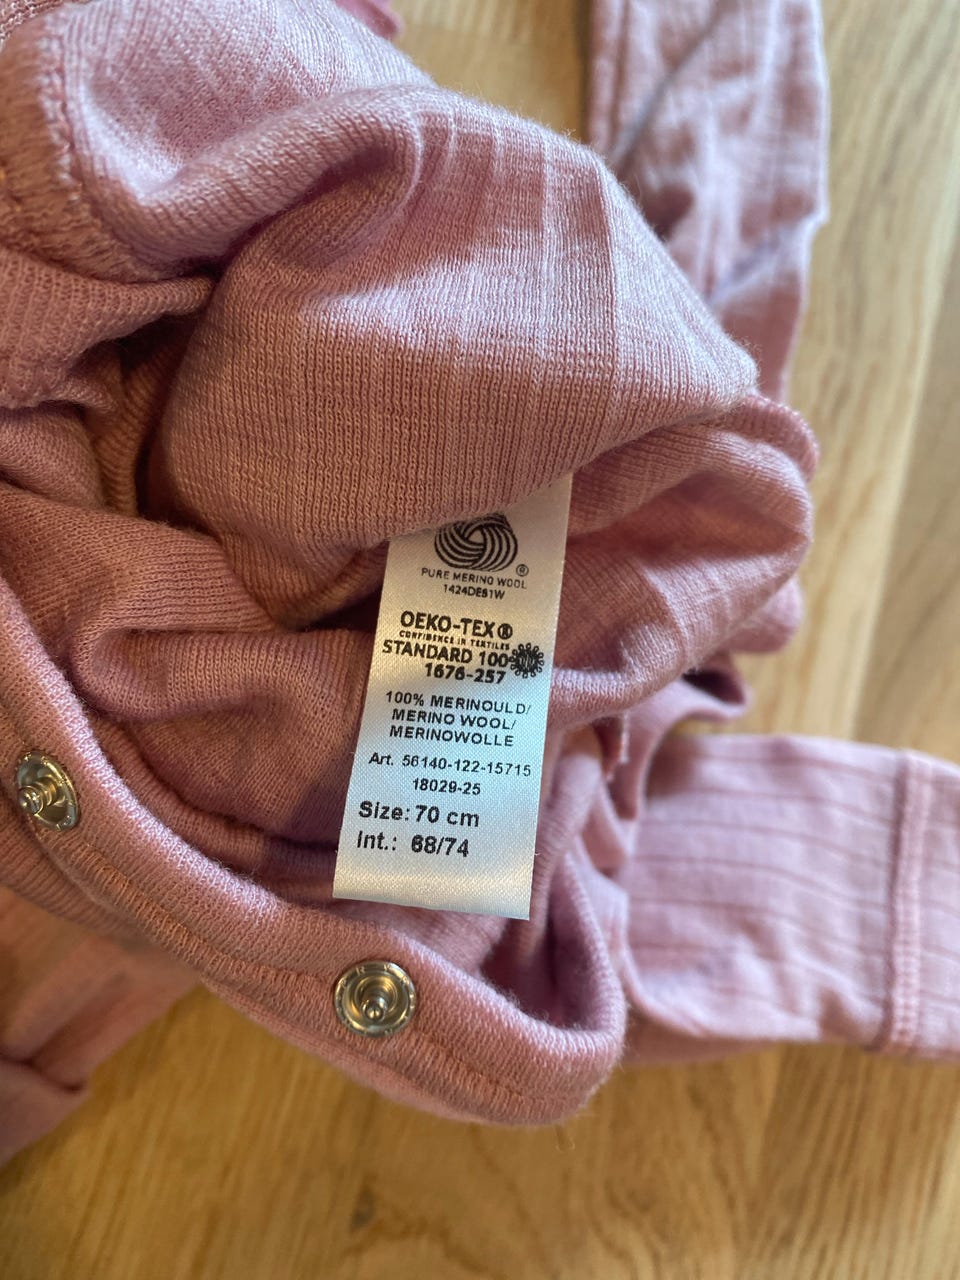 ®
PURE MERINO WOOL
1424DE81W
OEKO-TEX®
CONFIDENCE IN TEXTILES
STANDARD 100
1676-257
100% MERINOULD/
MERINO WOOL/
MERINOWOLLE
Art. 56140-122-15715
18029-25
Size: 70 cm
Int.: 68/74